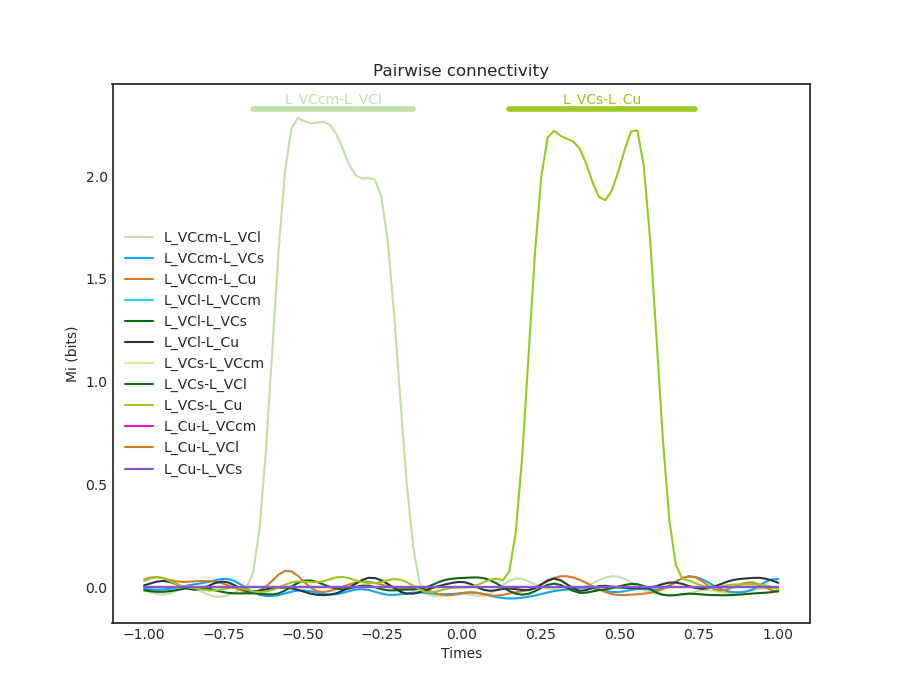 Pairwise connectivity
L_VCcm-L_VCl
L_VCs-L_Cu
2.0
1.5
1.0
0.5
0.0
Mi (bits)
L_VCcm-L_VCl
L_VCcm-L_VCs
L_VCcm-L_Cu
L_VCl-L_VCcm
L_VCl-L_VCs
L_VCl-L_Cu
L_VCs-L_VCcm
L_VCs-L_VCl
L_VCs-L_Cu
L_Cu-L_VCcm
L_Cu-L_VCl
L_Cu-L_VCs
−1.00 −0.75 −0.50 −0.25 0.00 0.25 0.50 0.75 1.00
Times